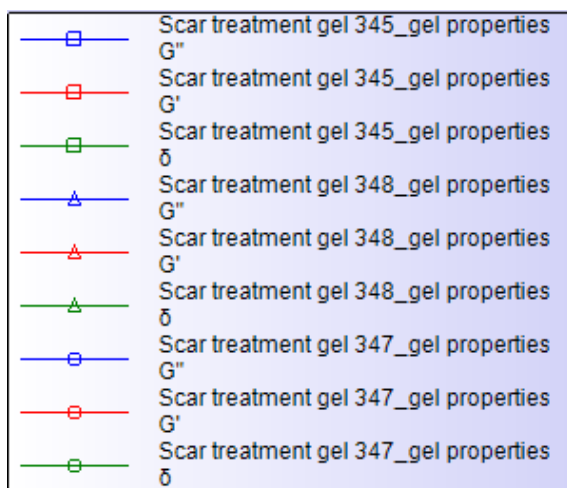 Scar treatment gel 345_gel properties
G"
Scar treatment gel 345_gel properties
G'
Scar treatment gel 345_gel properties
δ
Scar treatment gel 348_gel properties
G"
Scar treatment gel 348_gel properties
G'
Scar treatment gel 348_gel properties
δ
Scar treatment gel 347_gel properties
G"
Scar treatment gel 347_gel properties
G'
Scar treatment gel 347_gel properties
δ